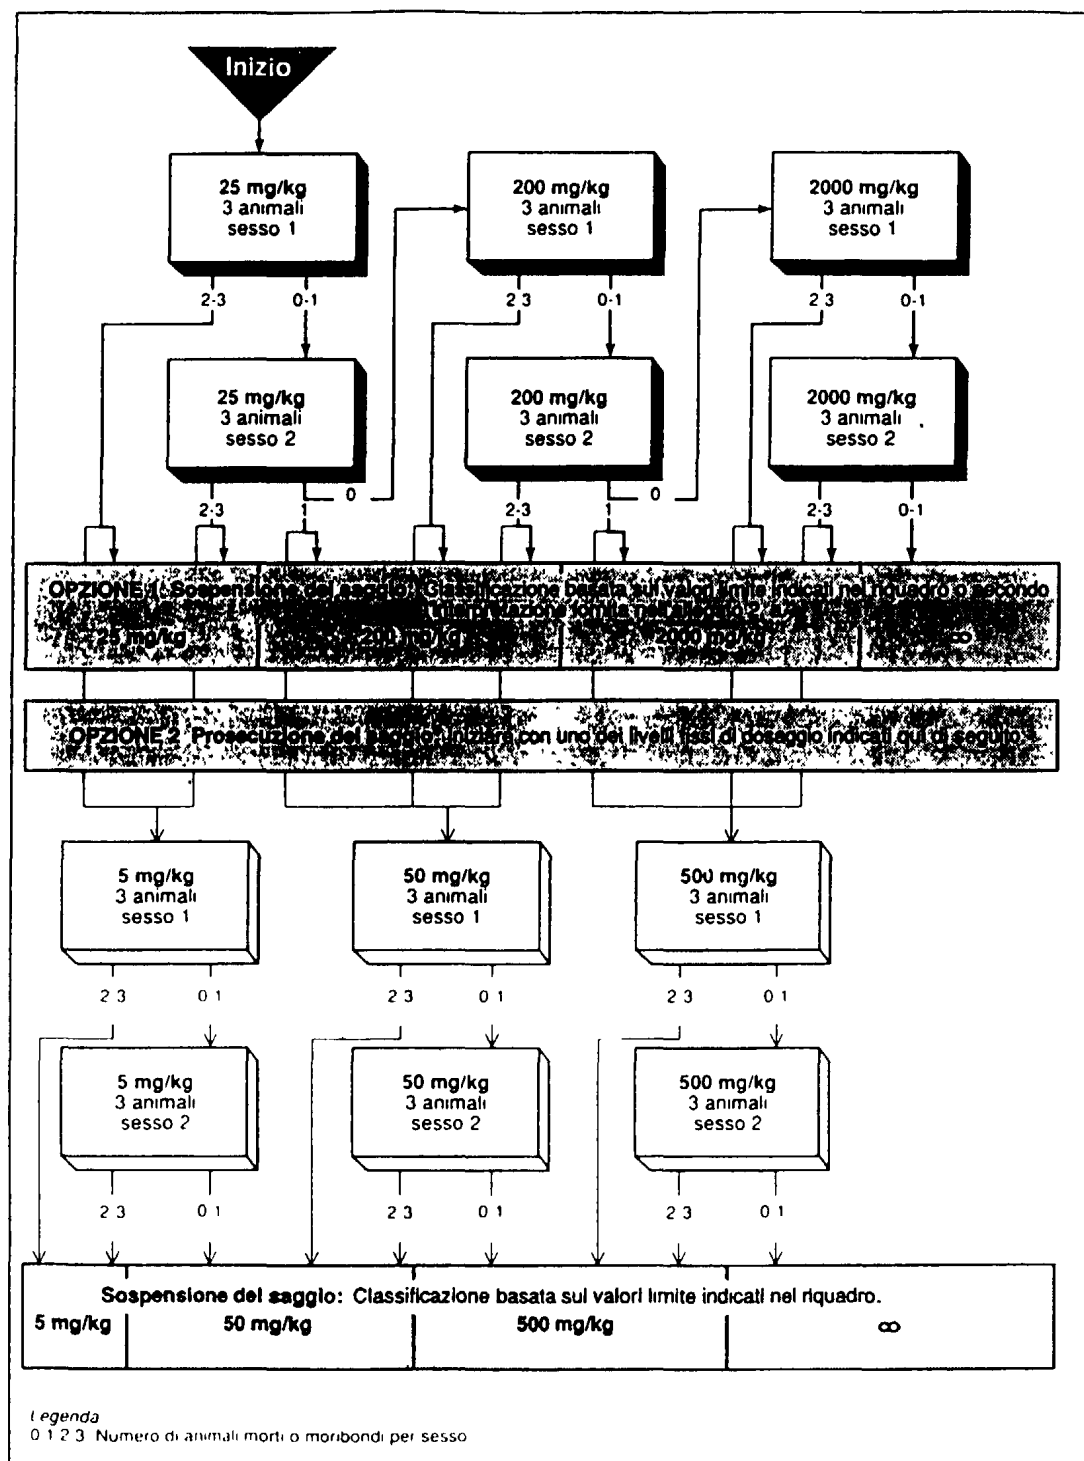 Inizio
25 mg/kg
3 animali
sesso 1
200 mg/kg
3 animali
sesso 1
2000 mg/kg
3 animali
sesso 1
2-3
0-1
2 3
0-1
2 3
0-1
25 mg/kg
3 animali
sesso 2
200 mg/kg
3 animali
sesso 2
2000 mg/kg
3 animali
sesso 2
0
0
2-3
1
2-3
1
2-3
0-1
OPZIONE 1 Sospensione del saggio: Classificazione basata sui valori limite indicati nel riquadro o secondo
interpretazione fornita nell'allegato 2
25 mg/kg
200 mg/kg
2000 mg/kg
∞
OPZIONE 2 Prosecuzione del saggio: iniziare con uno dei livelli fissi di dosaggio indicati qui di seguito
5 mg/kg
3 animali
sesso 1
50 mg/kg
3 animali
sesso 1
500 mg/kg
3 animali
sesso 1
2 3
0 1
2 3
0 1
2 3
0 1
5 mg/kg
3 animali
sesso 2
50 mg/kg
3 animali
sesso 2
500 mg/kg
3 animali
sesso 2
2 3
0 1
2 3
0 1
2 3
0 1
Sospensione del saggio: Classificazione basata sui valori limite indicati nel riquadro.
5 mg/kg
50 mg/kg
500 mg/kg
∞
Legenda
0 1 2 3 Numero di animali morti o moribondi per sesso